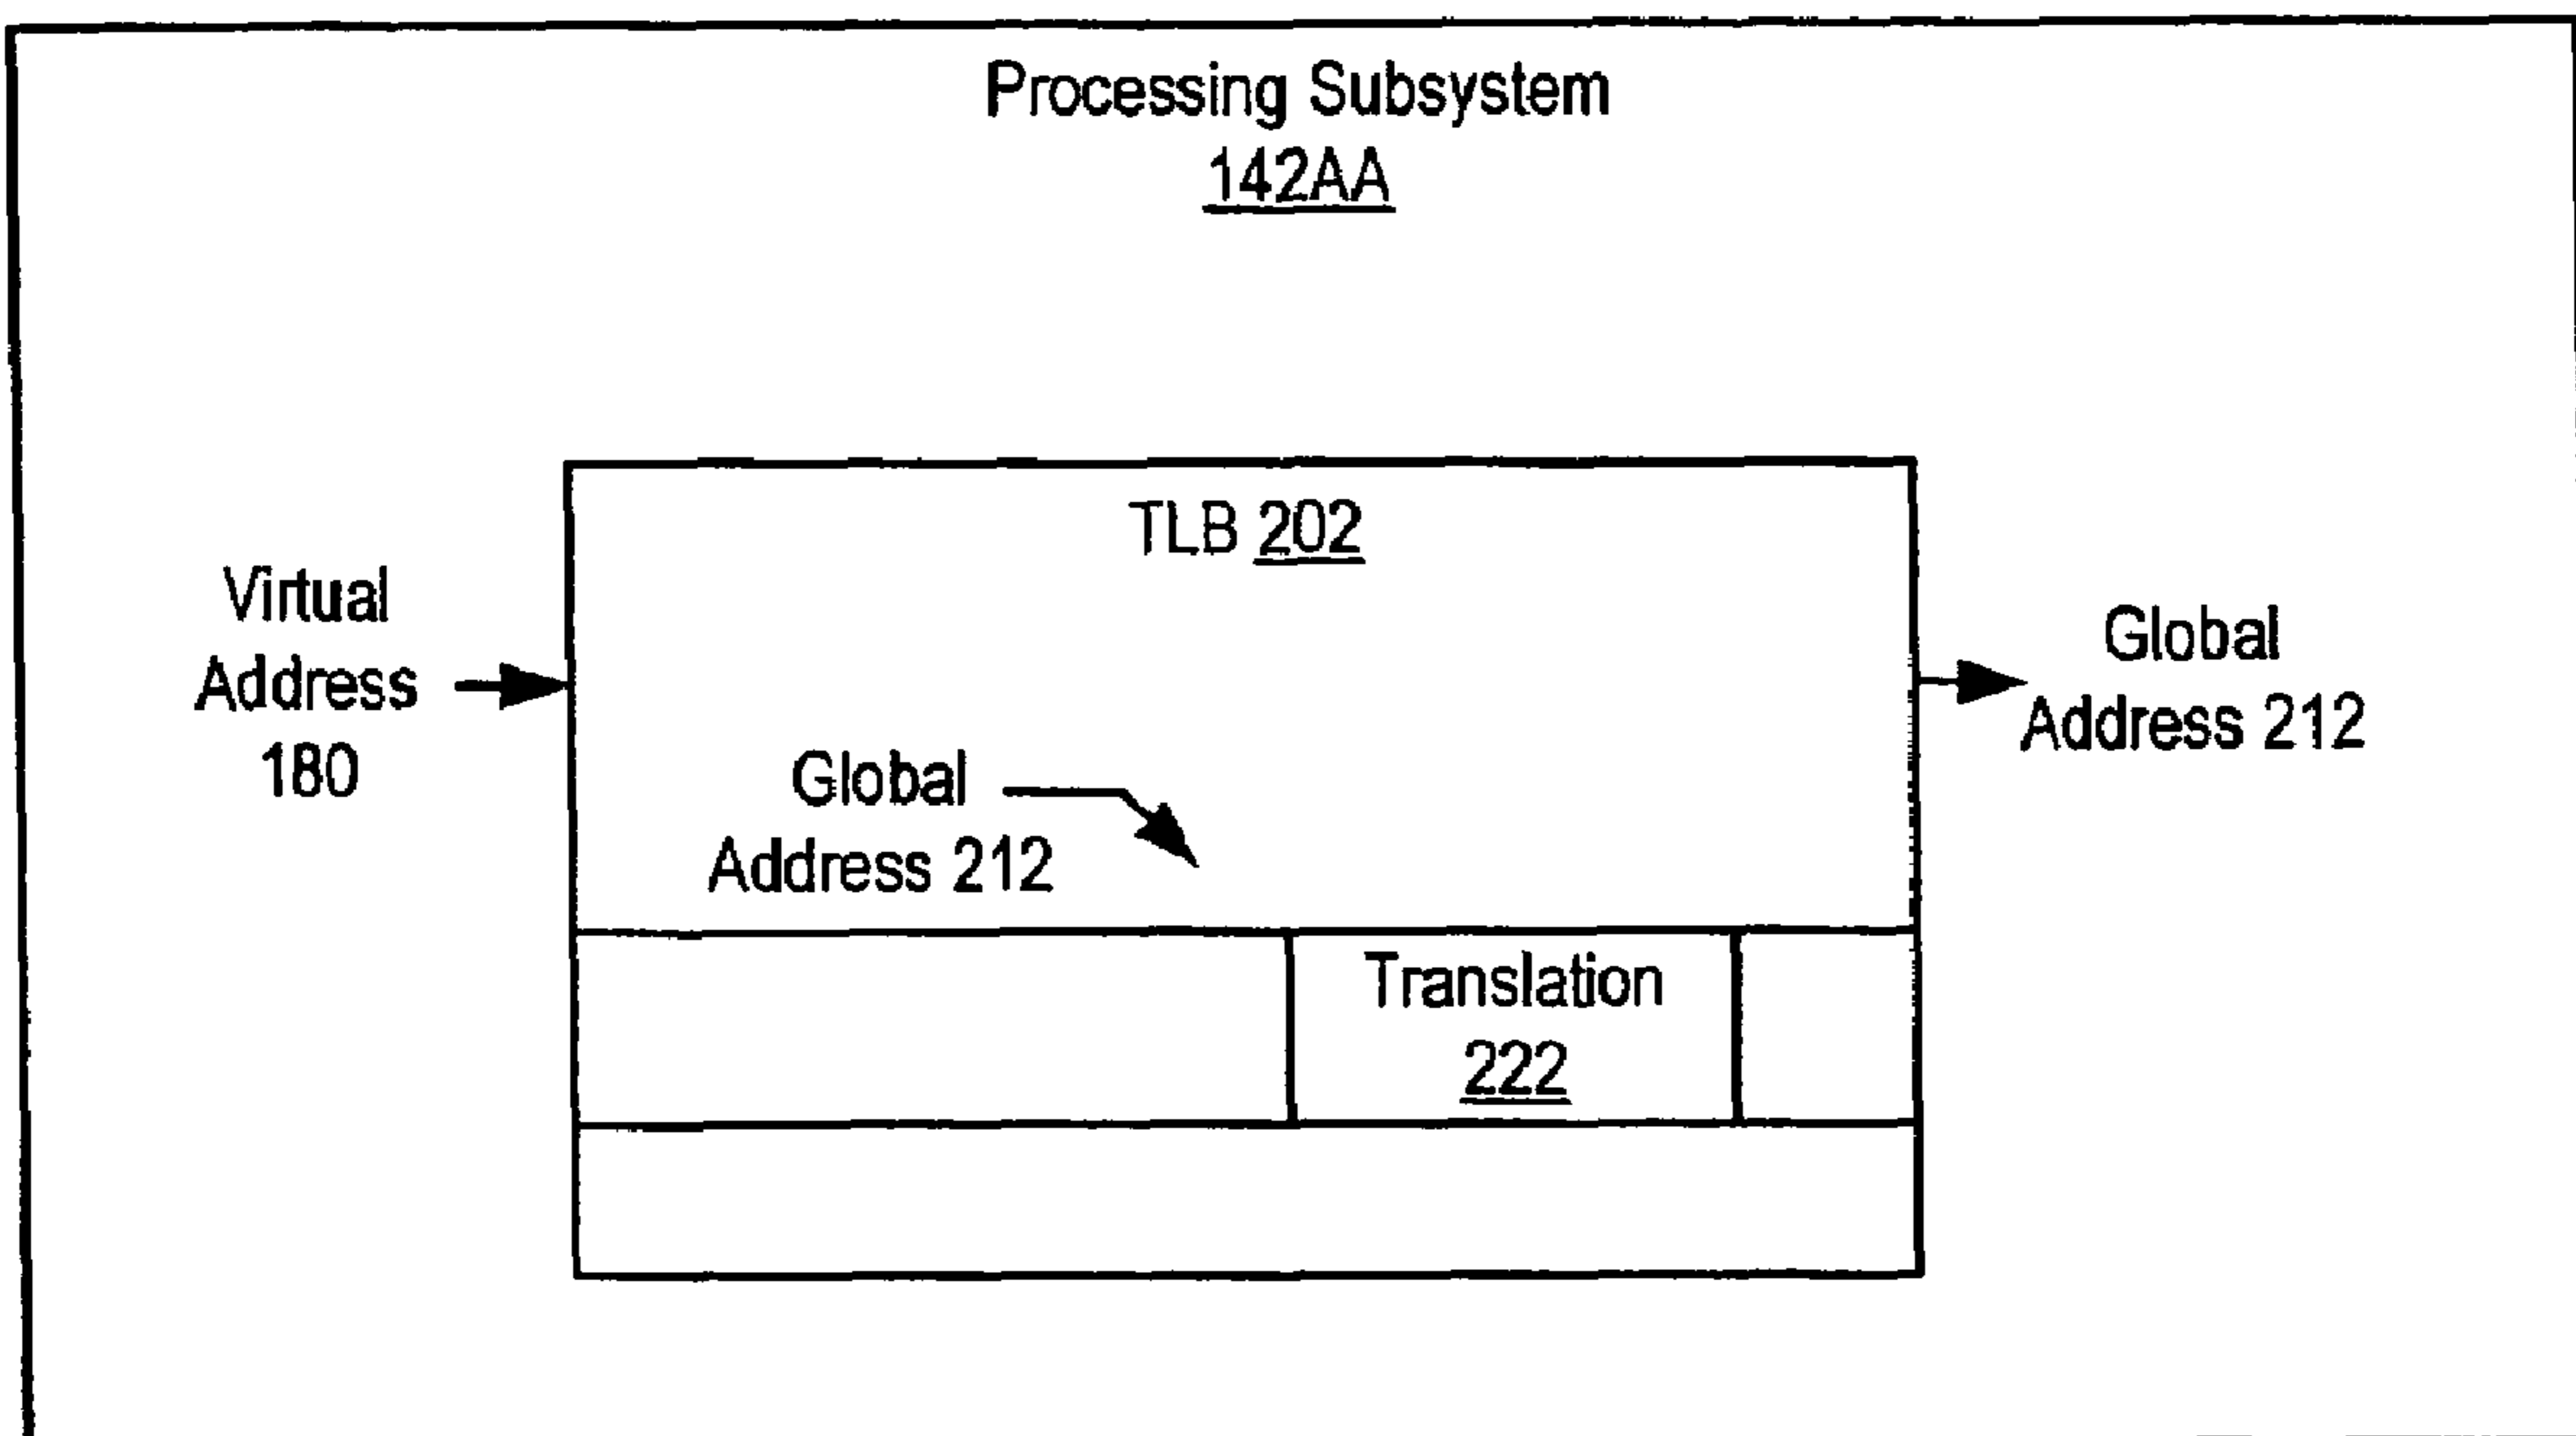 Processing Subsystem
142AA
TLB 202
Virtual
Address
180
Global
Address 212
Global
Address 212
Translation
222